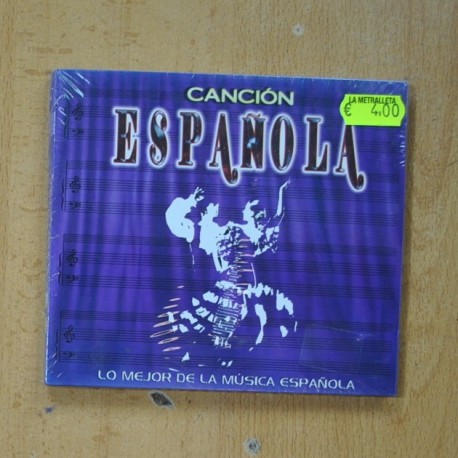 CANCIÓN
ESPAÑOLA
LA METRALLETA
€ 4,00
LO MEJOR DE LA MÚSICA ESPAÑOLA